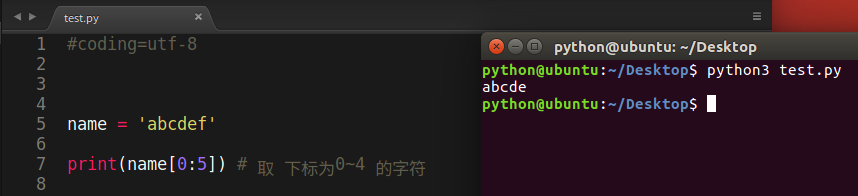 test.py
#coding=utf-8
name = 'abcdef'
print(name[0:5]) # 取 下标为0~4 的字符
1
2
3
4
5
6
7
8
python@ubuntu: ~/Desktop
python@ubuntu:~/Desktop$ python3 test.py
abcde
python@ubuntu:~/Desktop$